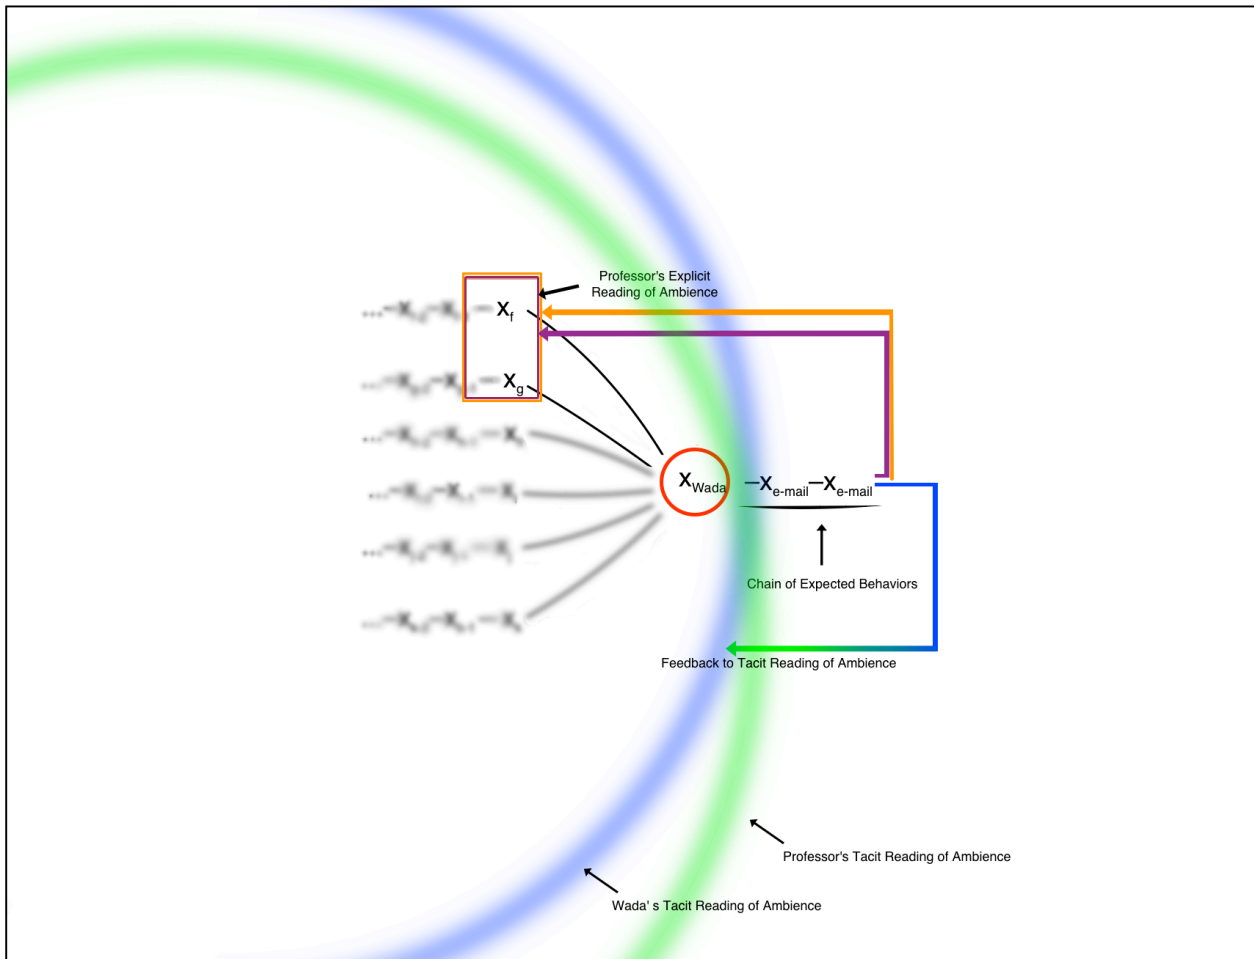 Professor's Explicit
Reading of Ambience
xf
xg
xWada –xe-mail–xe-mail
Chain of Expected Behaviors
Feedback to Tacit Reading of Ambience
Professor's Tacit Reading of Ambience
Wada' s Tacit Reading of Ambience